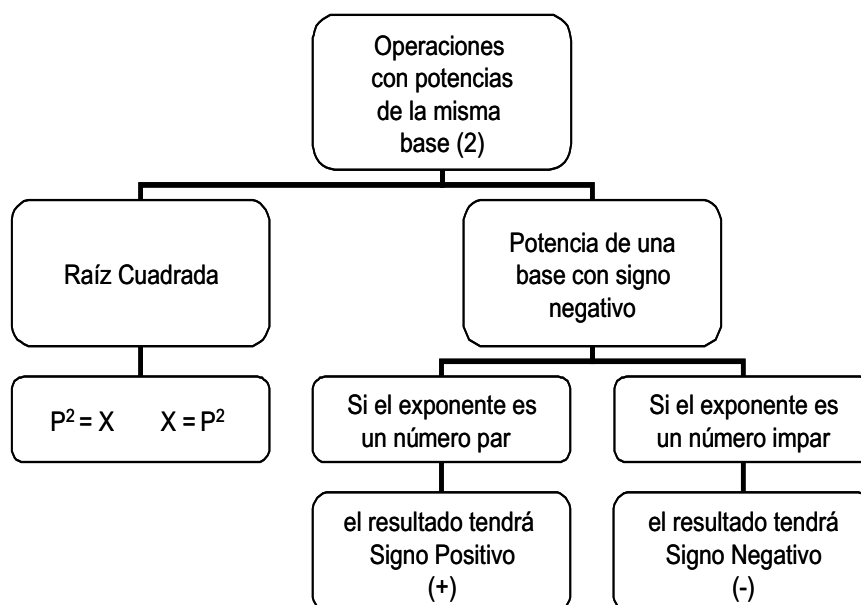 Operaciones
con potencias
de la misma
base (2)
Raíz Cuadrada
Potencia de una
base con signo
negativo
P² = X X = P²
Si el exponente es
un número par
Si el exponente es
un número impar
el resultado tendrá
Signo Positivo
(+)
el resultado tendrá
Signo Negativo
(-)